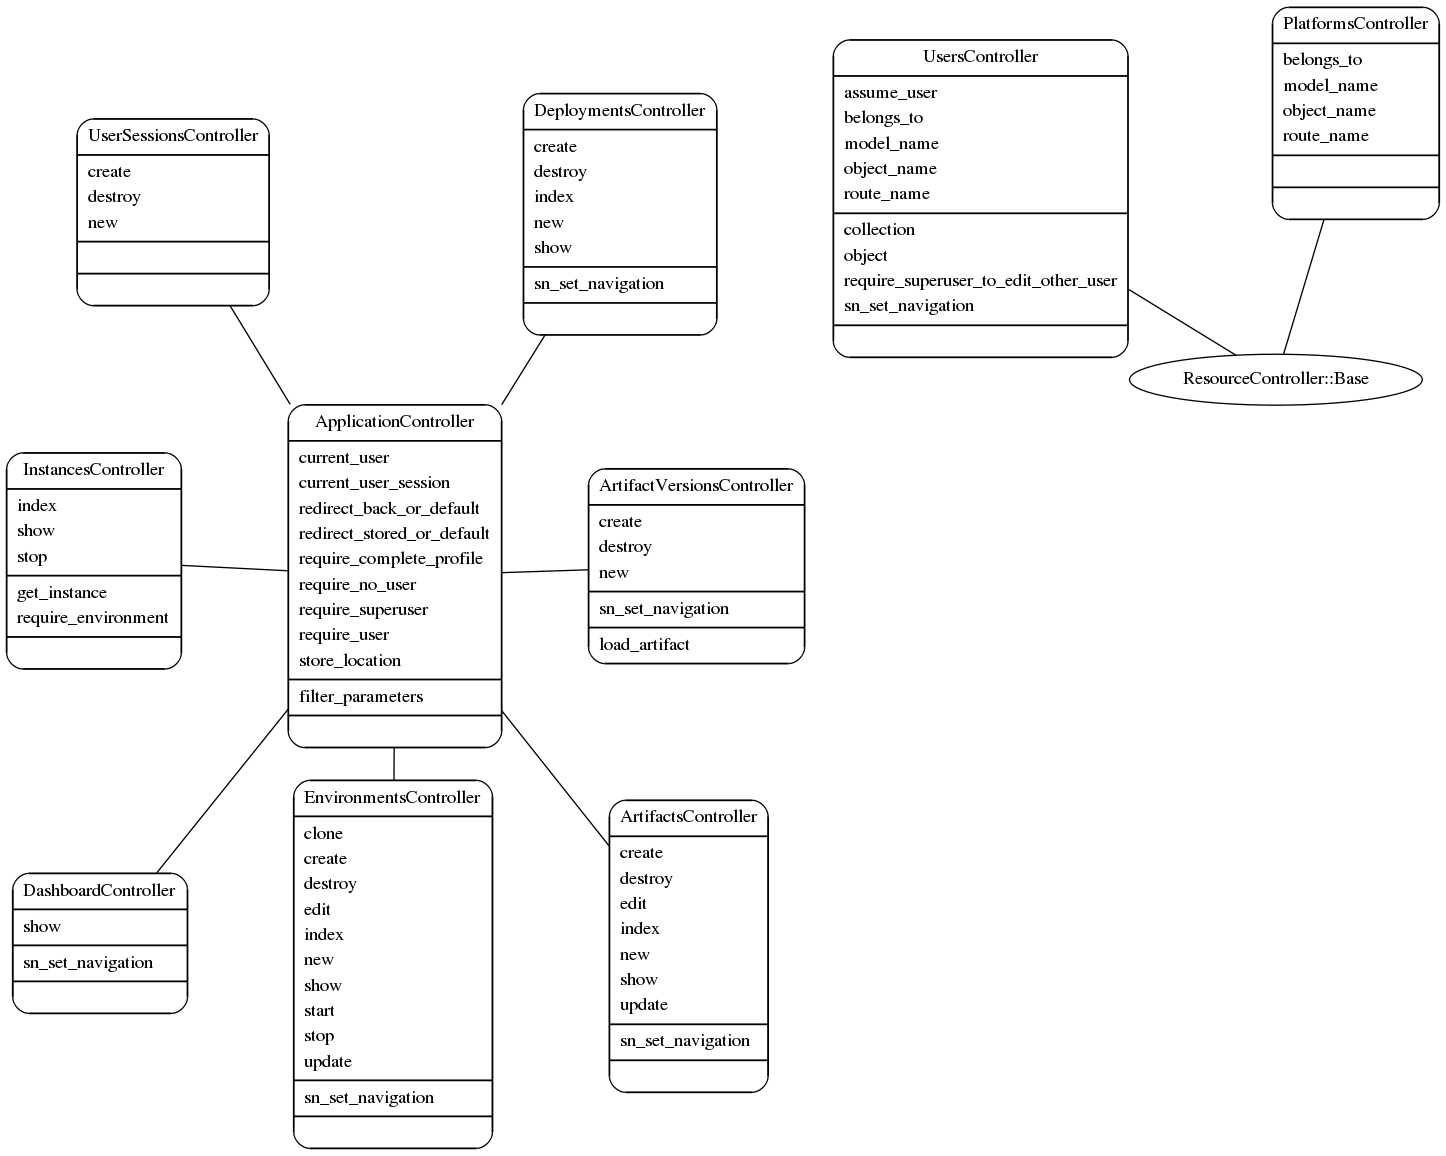 PlatformsController
belongs_to
model_name
object_name
route_name
UsersController
assume_user
belongs_to
model_name
object_name
route_name
collection
object
require_superuser_to_edit_other_user
sn_set_navigation
ResourceController::Base
DeploymentsController
create
destroy
index
new
show
sn_set_navigation
UserSessionsController
create
destroy
new
ApplicationController
current_user
current_user_session
redirect_back_or_default
redirect_stored_or_default
require_complete_profile
require_no_user
require_superuser
require_user
store_location
filter_parameters
InstancesController
index
show
stop
get_instance
require_environment
ArtifactVersionsController
create
destroy
new
sn_set_navigation
load_artifact
EnvironmentsController
clone
create
destroy
edit
index
new
show
start
stop
update
sn_set_navigation
ArtifactsController
create
destroy
edit
index
new
show
update
sn_set_navigation
DashboardController
show
sn_set_navigation